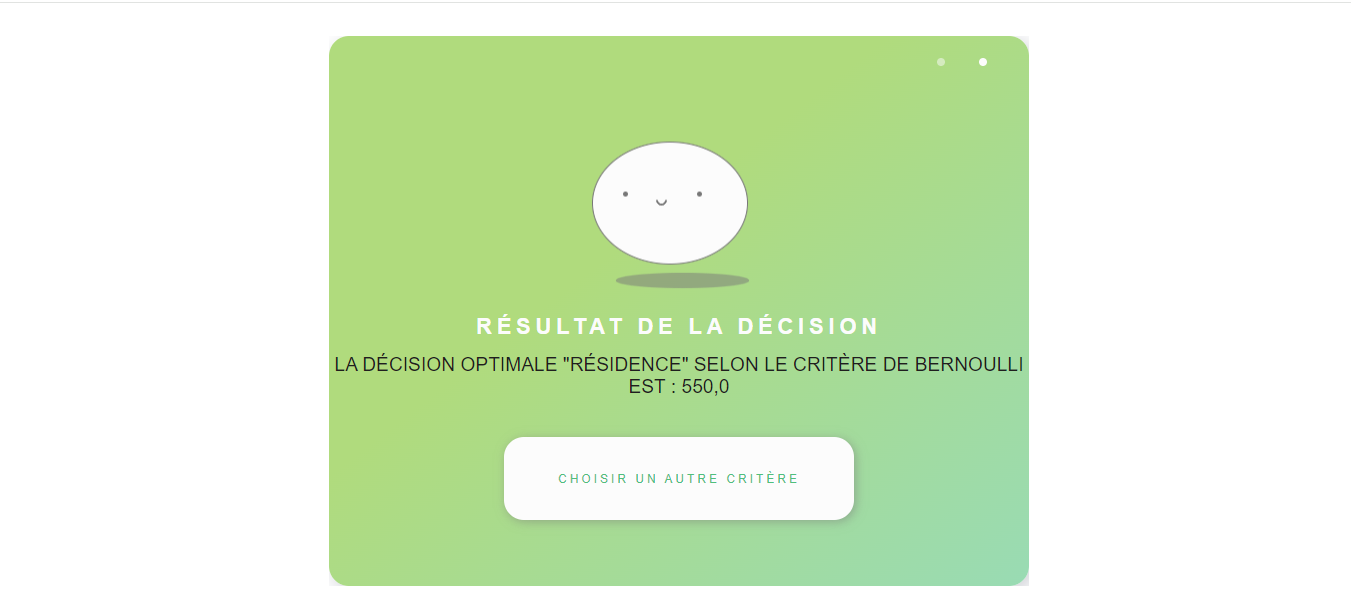 RÉSULTAT DE LA DÉCISION
LA DÉCISION OPTIMALE "RÉSIDENCE" SELON LE CRITÈRE DE BERNOULLI
EST : 550,0
CHOISIR UN AUTRE CRITÈRE